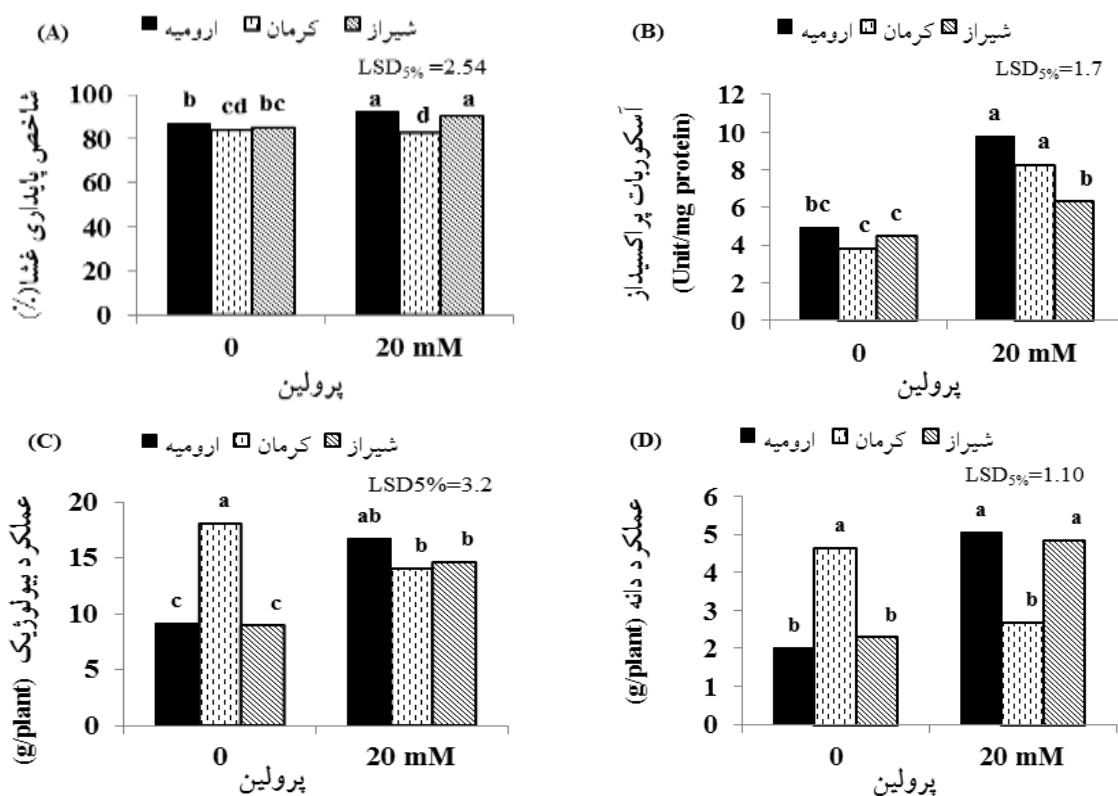 (A)
ارومیه کرمان شیراز
LSD5% =2.54
شاخص پایداری غشا(٪)
100
80
60
40
20
0
b cd bc a d a
0 20 mM
پرولین
(B)
ارومیه کرمان شیراز
LSD5%=1.7
آسکوربات پراکسیداز
(Unit/mg protein)
12
10
8
6
4
2
0
bc c c a a b
0 20 mM
پرولین
(C)
ارومیه کرمان شیراز
LSD5%=3.2
عملکرد بیولوژیک (g/plant)
20
15
10
5
0
c a c ab b b
0 20 mM
پرولین
(D)
ارومیه کرمان شیراز
LSD5%=1.10
عملکرد دانه (g/plant)
6
5
4
3
2
1
0
b a b a b a
0 20 mM
پرولین